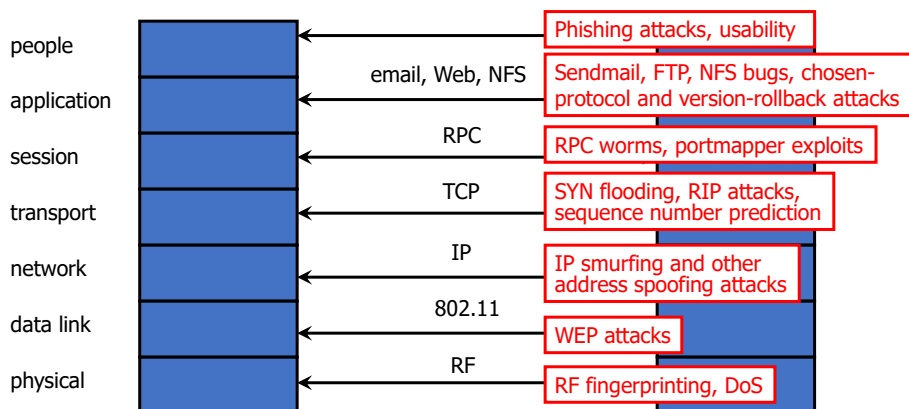 people
Phishing attacks, usability
application
email, Web, NFS
Sendmail, FTP, NFS bugs, chosen-
protocol and version-rollback attacks
session
RPC
RPC worms, portmapper exploits
transport
TCP
SYN flooding, RIP attacks,
sequence number prediction
network
IP
IP smurfing and other
address spoofing attacks
data link
802.11
WEP attacks
physical
RF
RF fingerprinting, DoS